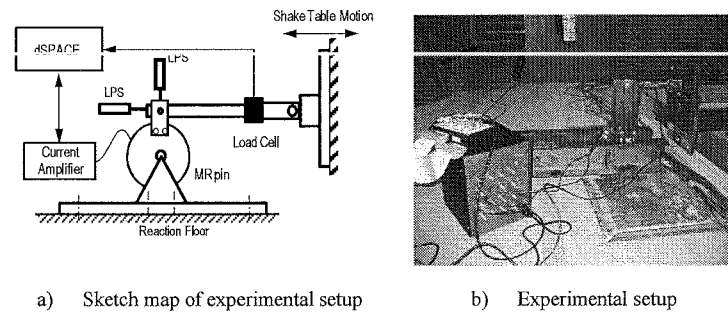 Shake Table Motion
dSPACE
LPS
LPS
Load Cell
Current
Amplifier
MR pin
Reaction Floor
a) Sketch map of experimental setup
b) Experimental setup